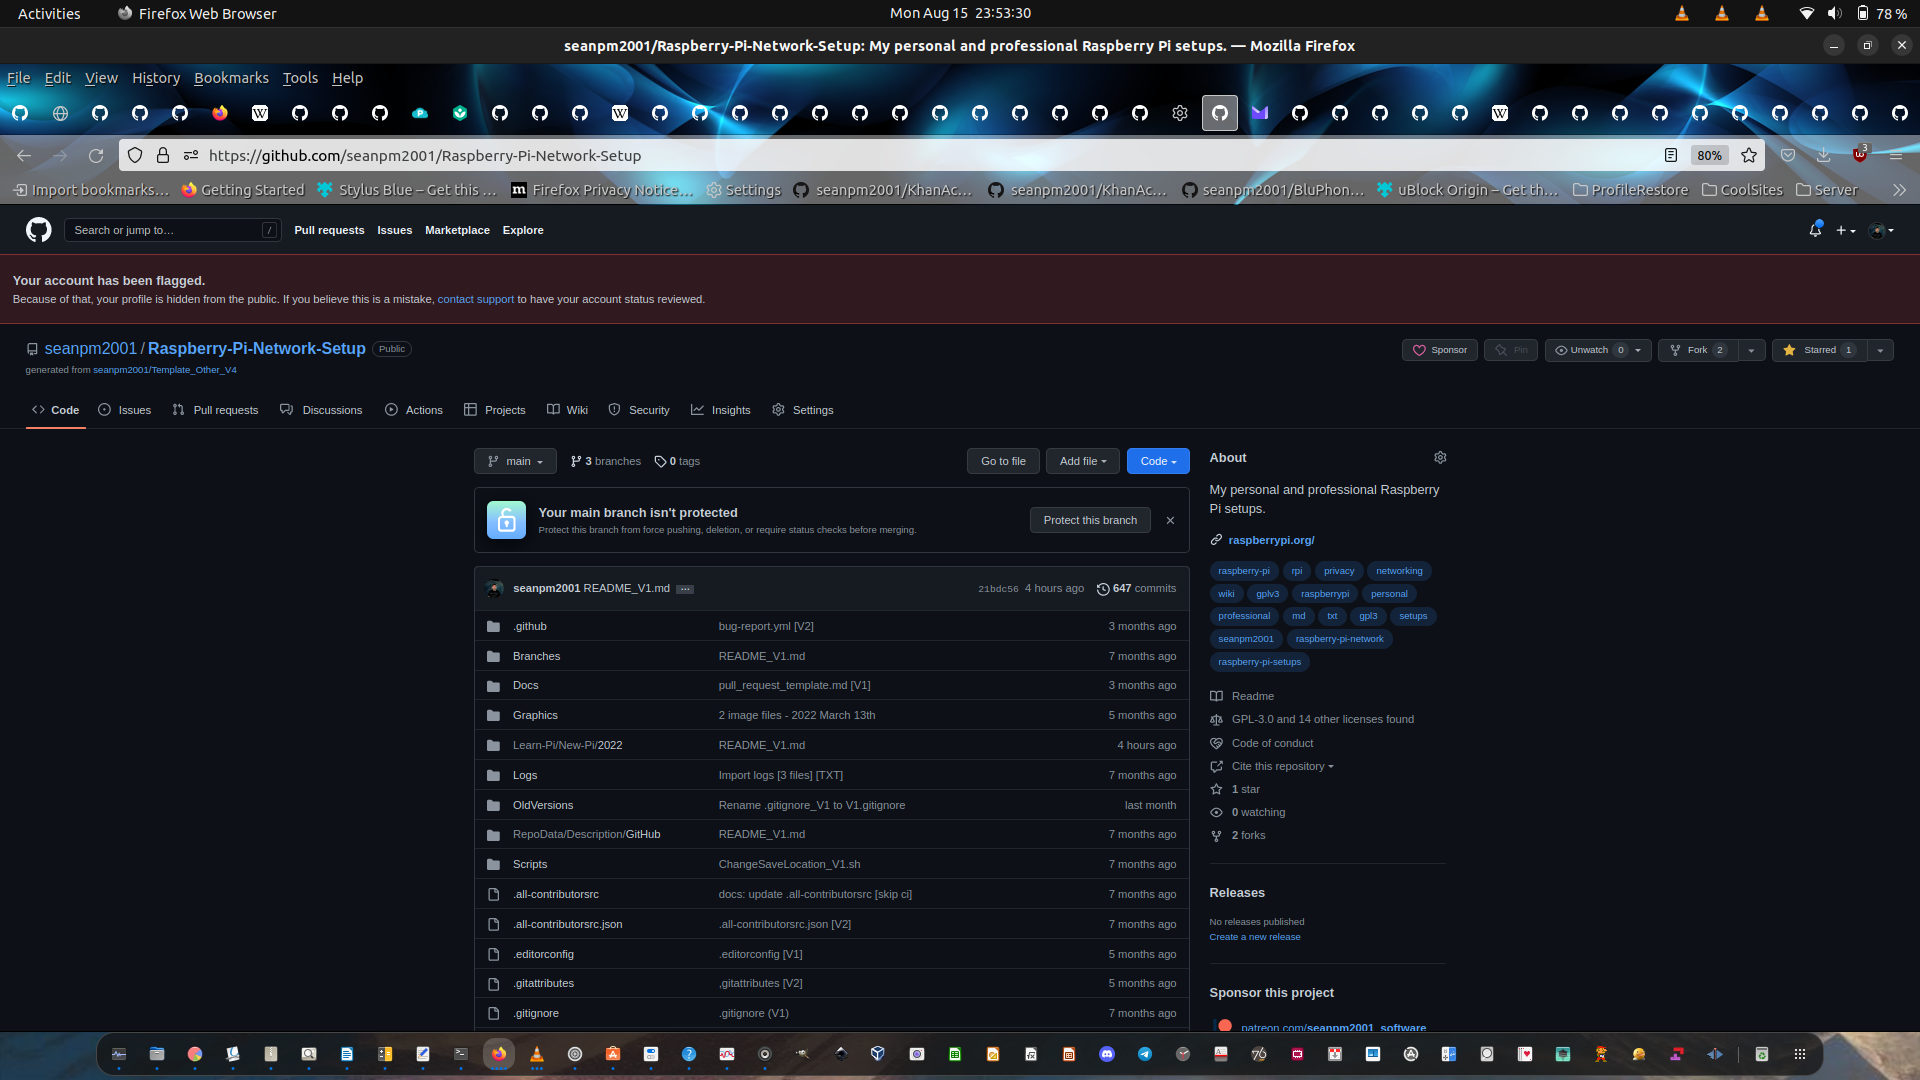 Activities Firefox Web Browser Mon Aug 15 23:53:30 78 %
seanpm2001/Raspberry-Pi-Network-Setup: My personal and professional Raspberry Pi setups. — Mozilla Firefox
File Edit View History Bookmarks Tools Help
https://github.com/seanpm2001/Raspberry-Pi-Network-Setup 80% 3
Import bookmarks… Getting Started Stylus Blue – Get this … Firefox Privacy Notice… Settings seanpm2001/KhanAc… seanpm2001/KhanAc… seanpm2001/BluPhon… uBlock Origin – Get th… ProfileRestore CoolSites Server
Search or jump to… / Pull requests Issues Marketplace Explore
Your account has been flagged.
Because of that, your profile is hidden from the public. If you believe this is a mistake, contact support to have your account status reviewed.
seanpm2001 / Raspberry-Pi-Network-Setup Public
Sponsor Pin Unwatch 0 Fork 2 Starred 1
generated from seanpm2001/Template_Other_V4
Code Issues Pull requests Discussions Actions Projects Wiki Security Insights Settings
main 3 branches 0 tags Go to file Add file Code
Your main branch isn't protected
Protect this branch from force pushing, deletion, or require status checks before merging.
Protect this branch
seanpm2001 README_V1.md … 21bdc56 4 hours ago 647 commits
.github bug-report.yml [V2] 3 months ago
Branches README_V1.md 7 months ago
Docs pull_request_template.md [V1] 3 months ago
Graphics 2 image files - 2022 March 13th 5 months ago
Learn-Pi/New-Pi/2022 README_V1.md 4 hours ago
Logs Import logs [3 files] [TXT] 7 months ago
OldVersions Rename .gitignore_V1 to V1.gitignore last month
RepoData/Description/GitHub README_V1.md 7 months ago
Scripts ChangeSaveLocation_V1.sh 7 months ago
.all-contributorsrc docs: update .all-contributorsrc [skip ci] 7 months ago
.all-contributorsrc.json .all-contributorsrc.json [V2] 7 months ago
.editorconfig .editorconfig [V1] 5 months ago
.gitattributes .gitattributes [V2] 5 months ago
.gitignore .gitignore (V1) 7 months ago
About
My personal and professional Raspberry
Pi setups.
raspberrypi.org/
raspberry-pi rpi privacy networking
wiki gplv3 raspberrypi personal
professional md txt gpl3 setups
seanpm2001 raspberry-pi-network
raspberry-pi-setups
Readme
GPL-3.0 and 14 other licenses found
Code of conduct
Cite this repository
1 star
0 watching
2 forks
Releases
No releases published
Create a new release
Sponsor this project
patreon.com/seanpm2001_software